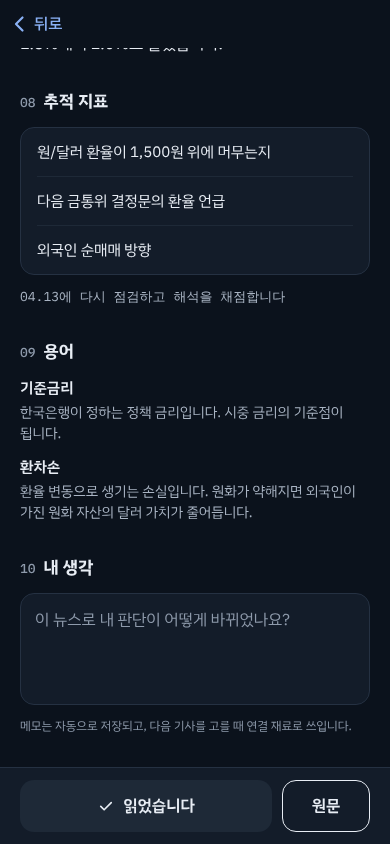 뒤로
08 추적 지표
원/달러 환율이 1,500원 위에 머무는지
다음 금통위 결정문의 환율 언급
외국인 순매매 방향
04.13에 다시 점검하고 해석을 채점합니다
09 용어
기준금리
한국은행이 정하는 정책 금리입니다. 시중 금리의 기준점이
됩니다.
환차손
환율 변동으로 생기는 손실입니다. 원화가 약해지면 외국인이
가진 원화 자산의 달러 가치가 줄어듭니다.
10 내 생각
이 뉴스로 내 판단이 어떻게 바뀌었나요?
메모는 자동으로 저장되고, 다음 기사를 고를 때 연결 재료로 쓰입니다.
읽었습니다
원문